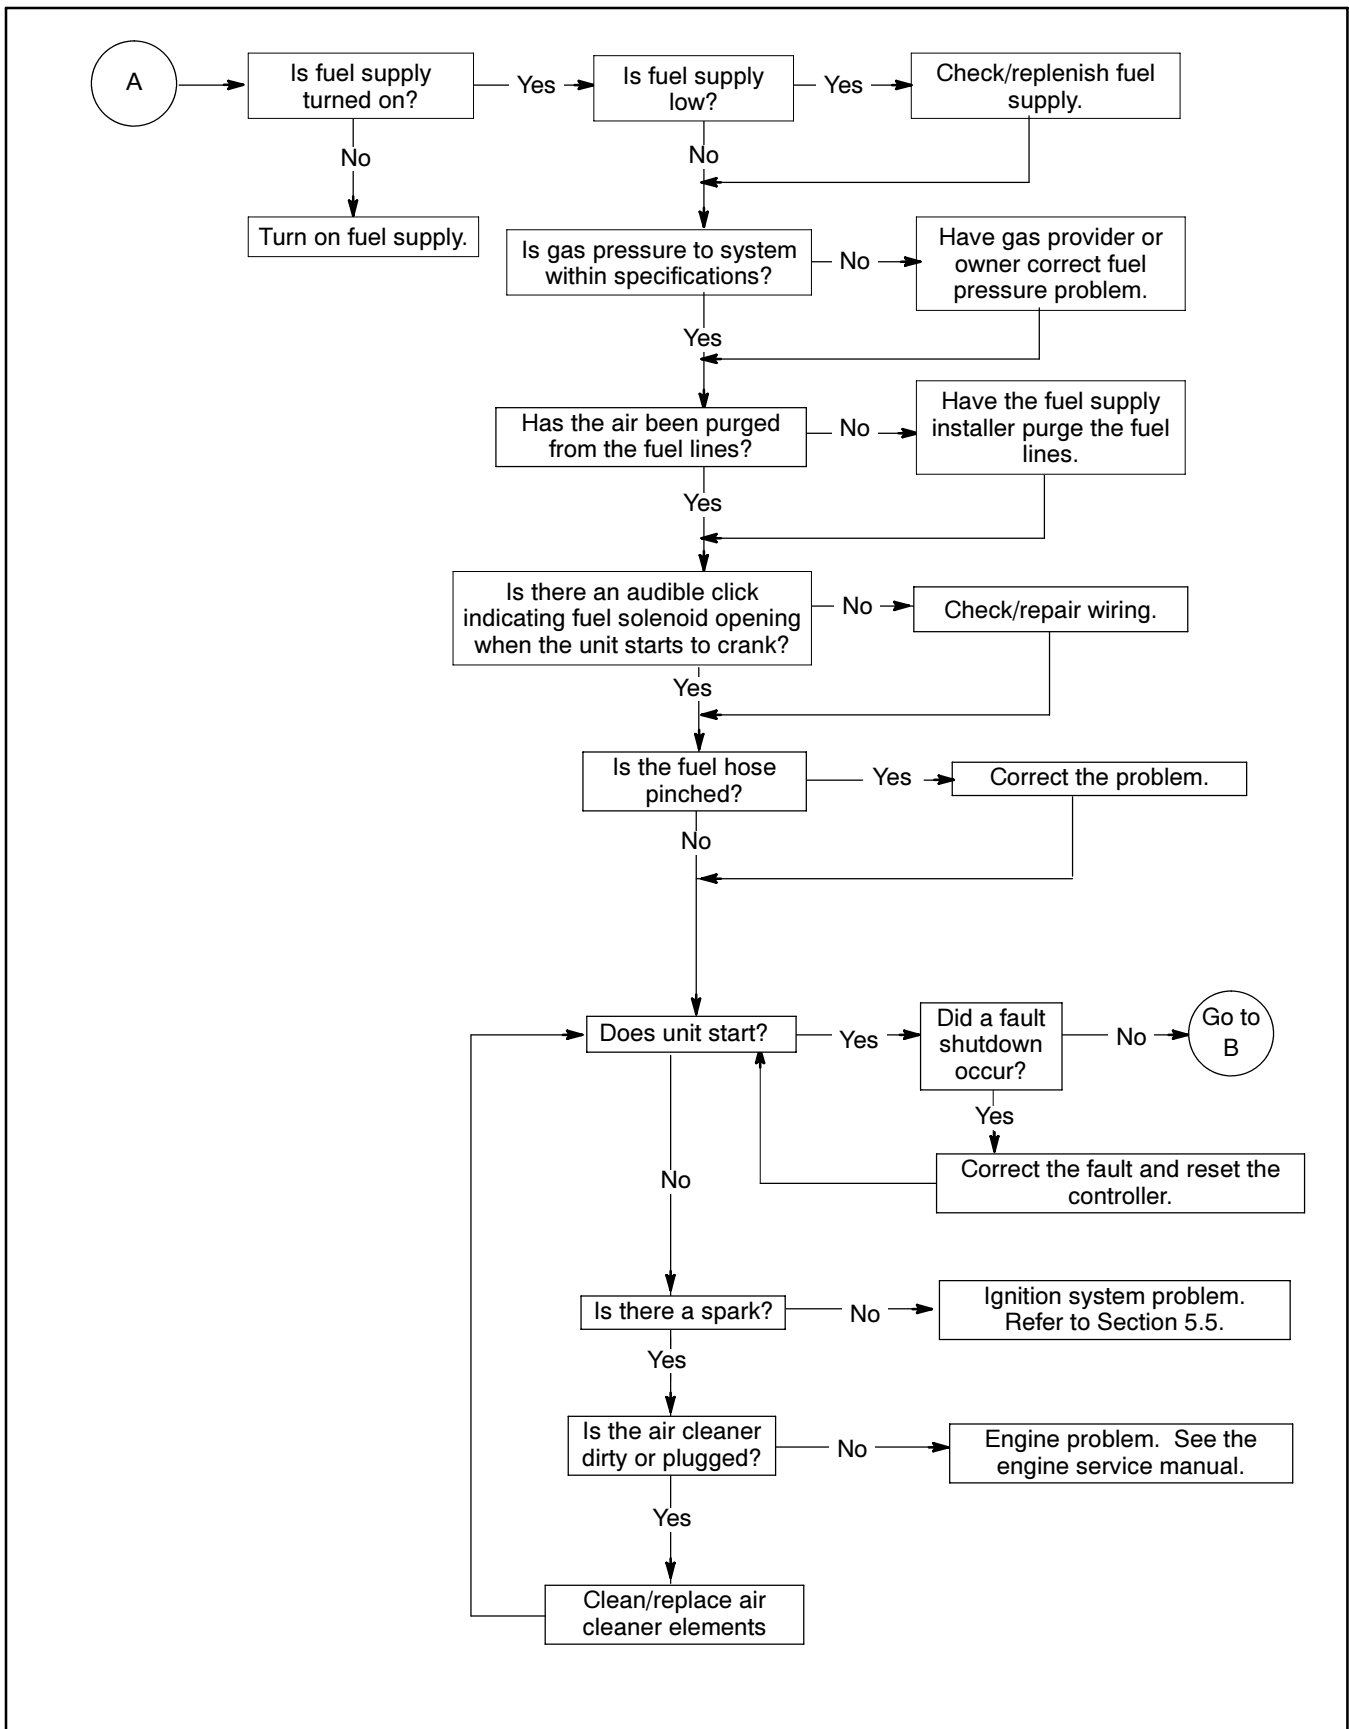 A
Is fuel supply
turned on?
Yes
Is fuel supply
low?
Yes
Check/replenish fuel
supply.
No
No
Turn on fuel supply.
Is gas pressure to system
within specifications?
No
Have gas provider or
owner correct fuel
pressure problem.
Yes
Has the air been purged
from the fuel lines?
No
Have the fuel supply
installer purge the fuel
lines.
Yes
Is there an audible click
indicating fuel solenoid opening
when the unit starts to crank?
No
Check/repair wiring.
Yes
Is the fuel hose
pinched?
Yes
Correct the problem.
No
Does unit start?
Yes
Did a fault
shutdown
occur?
No
Go to
B
Yes
Correct the fault and reset the
controller.
No
Is there a spark?
No
Ignition system problem.
Refer to Section 5.5.
Yes
Is the air cleaner
dirty or plugged?
No
Engine problem.  See the
engine service manual.
Yes
Clean/replace air
cleaner elements